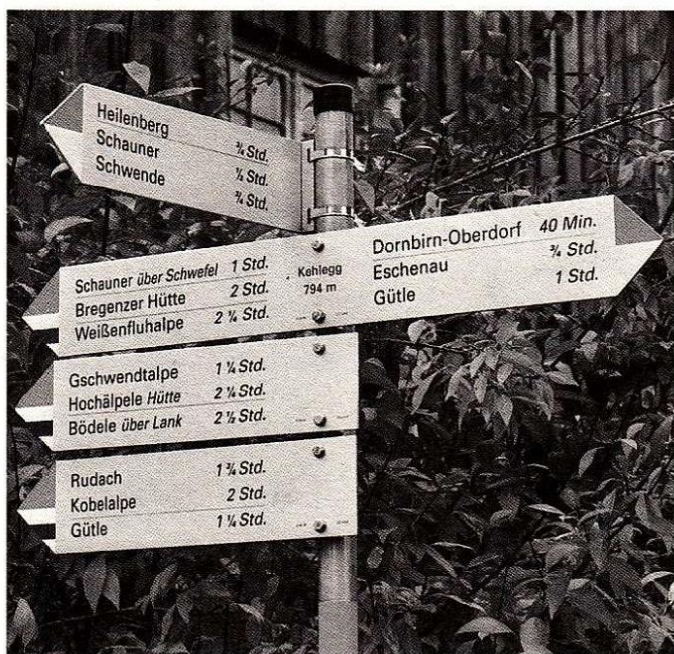 Heilenberg ¾ Std.
Schauner ½ Std.
Schwende ¾ Std.
Schauner über Schwefel 1 Std.
Bregenzer Hütte 2 Std.
Weißenfluhalpe 2 ¼ Std.
Kehlegg
794 m
Dornbirn-Oberdorf 40 Min.
Eschenau ¾ Std.
Gütle 1 Std.
Gschwendtalpe 1 ¼ Std.
Hochälpele Hütte 2 ¼ Std.
Bödele über Lank 2 ½ Std.
Rudach 1 ¾ Std.
Kobelalpe 2 Std.
Gütle 1 ¼ Std.